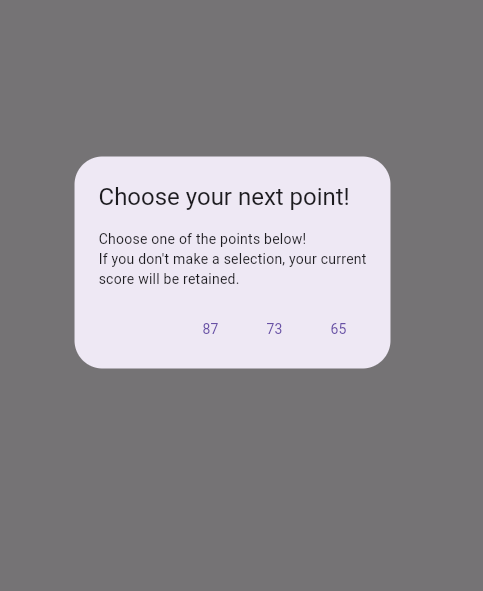 Choose your next point!
Choose one of the points below!
If you don't make a selection, your current
score will be retained.
87 73 65